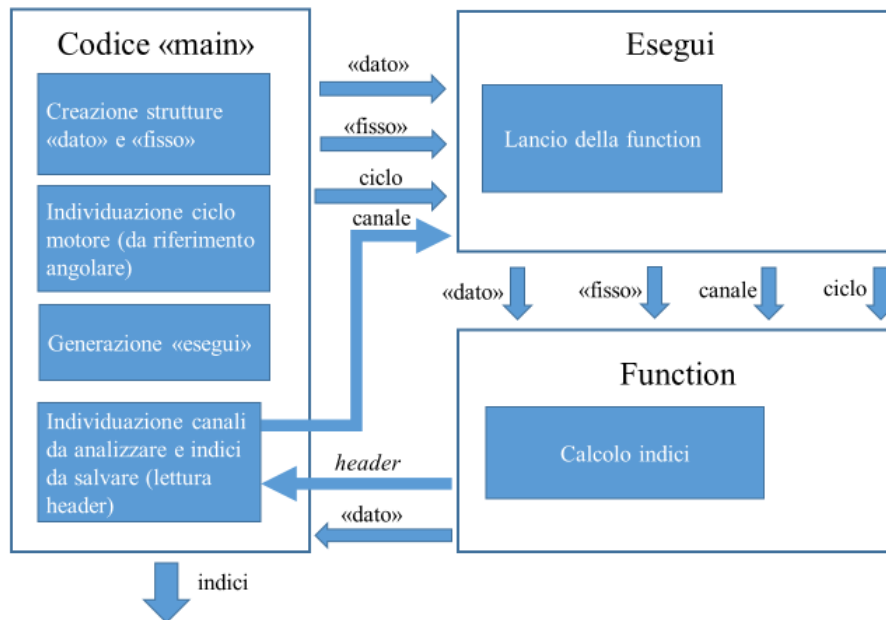 Codice «main»
Creazione strutture
«dato» e «fisso»
Individuazione ciclo
motore (da riferimento
angolare)
Generazione «esegui»
Individuazione canali
da analizzare e indici
da salvare (lettura
header)
«dato»
«fisso»
ciclo
canale
Esegui
Lancio della function
«dato»
«fisso»
canale
ciclo
Function
Calcolo indici
header
«dato»
indici